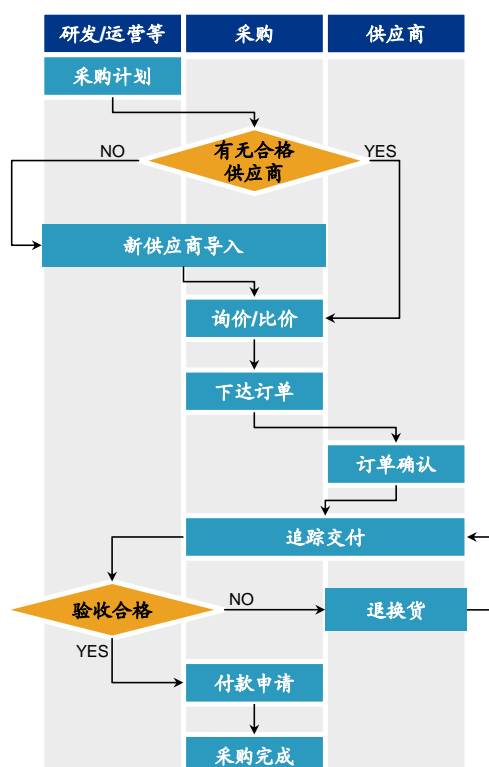 研发/运营等
采购
供应商
采购计划
有无合格
供应商
NO
YES
新供应商导入
询价/比价
下达订单
订单确认
追踪交付
验收合格
NO
退换货
YES
付款申请
采购完成